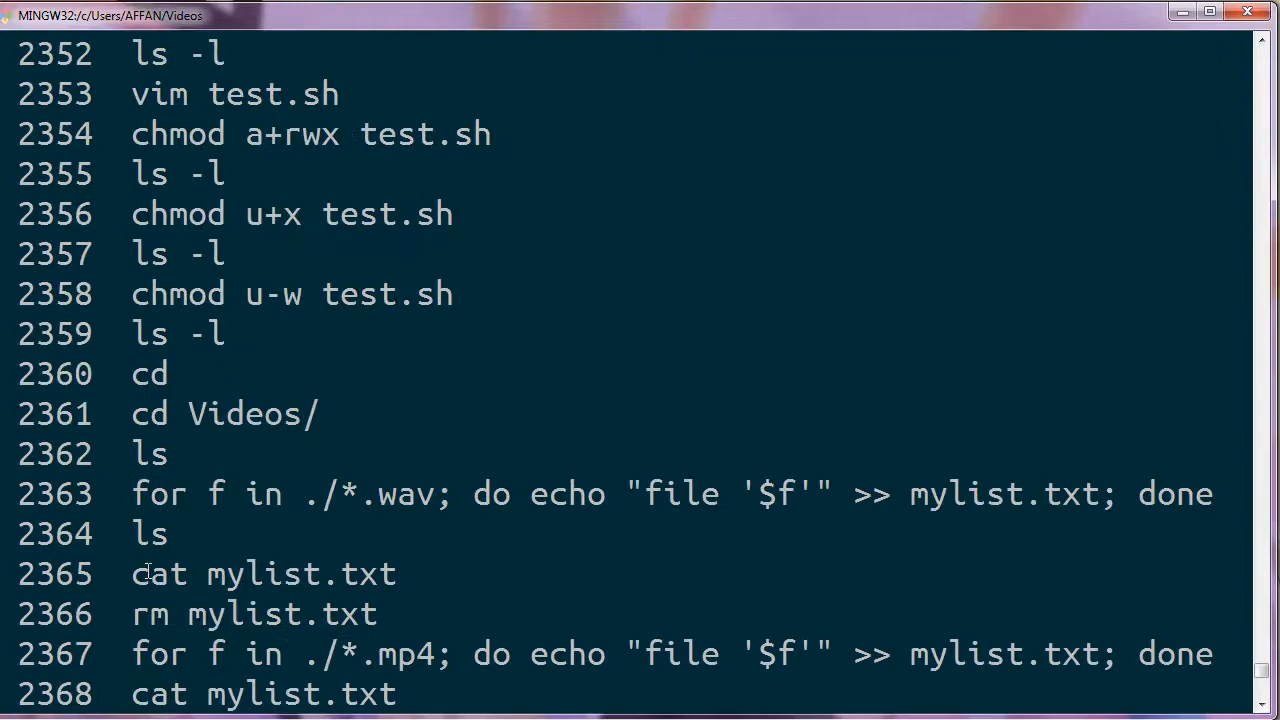 MINGW32:/c/Users/AFFAN/Videos
2352 ls -l
2353 vim test.sh
2354 chmod a+rwx test.sh
2355 ls -l
2356 chmod u+x test.sh
2357 ls -l
2358 chmod u-w test.sh
2359 ls -l
2360 cd
2361 cd Videos/
2362 ls
2363 for f in ./*.wav; do echo "file '$f'" >> mylist.txt; done
2364 ls
2365 cat mylist.txt
2366 rm mylist.txt
2367 for f in ./*.mp4; do echo "file '$f'" >> mylist.txt; done
2368 cat mylist.txt